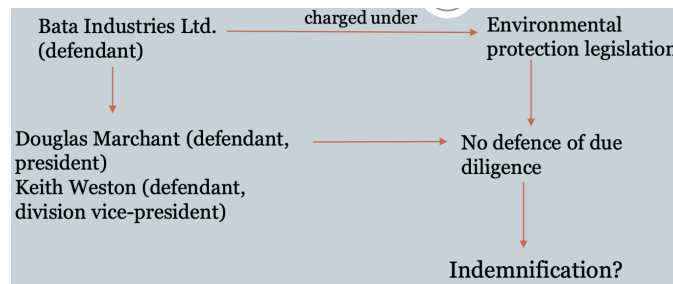 Bata Industries Ltd.
(defendant)
charged under
Environmental
protection legislation
Douglas Marchant (defendant,
president)
Keith Weston (defendant,
division vice-president)
No defence of due
diligence
Indemnification?